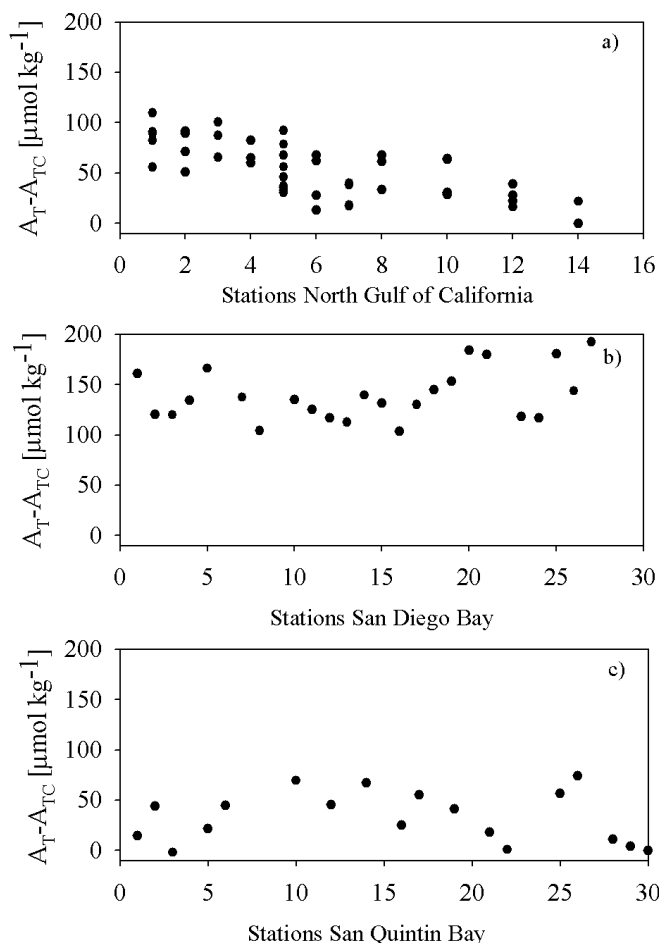 200
150
100
50
0
A_T-A_TC [µmol kg⁻¹]
a)
0 2 4 6 8 10 12 14 16
Stations North Gulf of California
200
150
100
50
0
A_T-A_TC [µmol kg⁻¹]
b)
0 5 10 15 20 25 30
Stations San Diego Bay
200
150
100
50
0
A_T-A_TC [µmol kg⁻¹]
c)
0 5 10 15 20 25 30
Stations San Quintin Bay